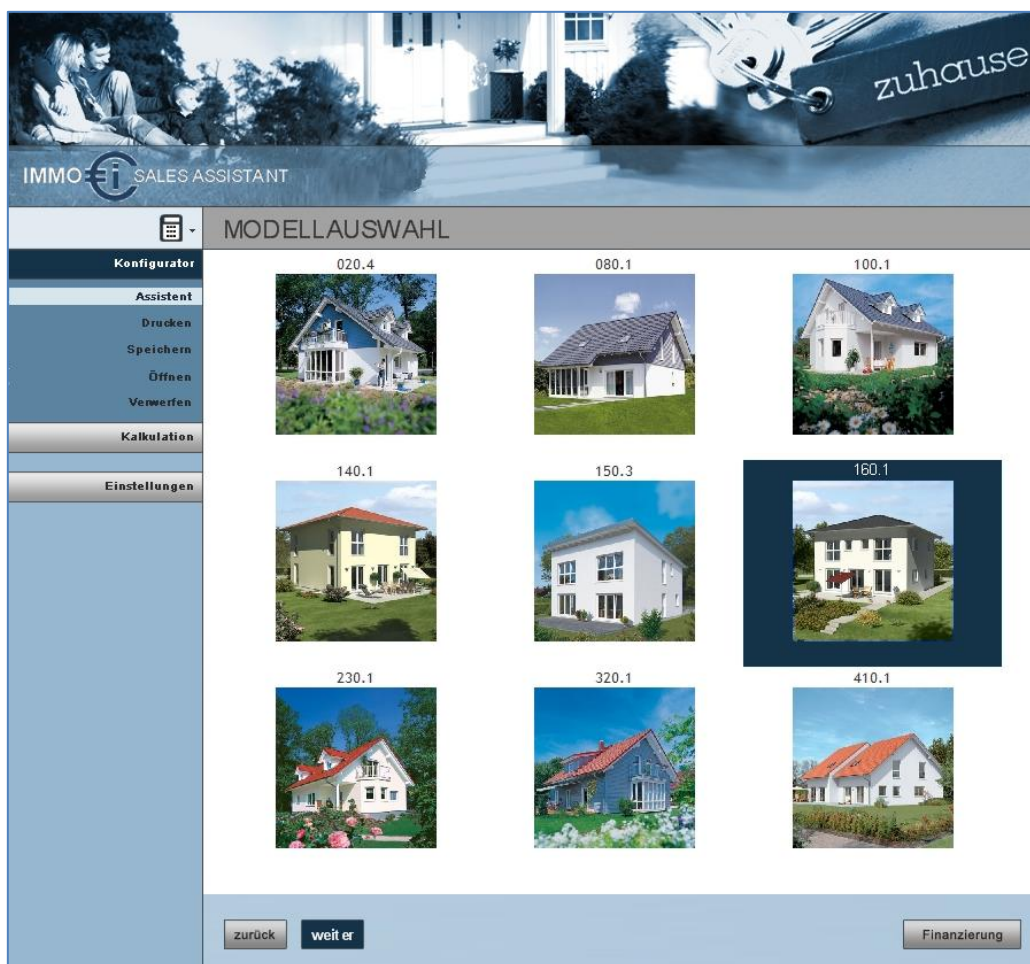 zuhause
IMMO €i SALES ASSISTANT
MODELLAUSWAHL
Konfigurator
Assistent
Drucken
Speichern
Öffnen
Verwerfen
Kalkulation
Einstellungen
020.4 080.1 100.1
140.1 150.3 160.1
230.1 320.1 410.1
zurück weiter Finanzierung